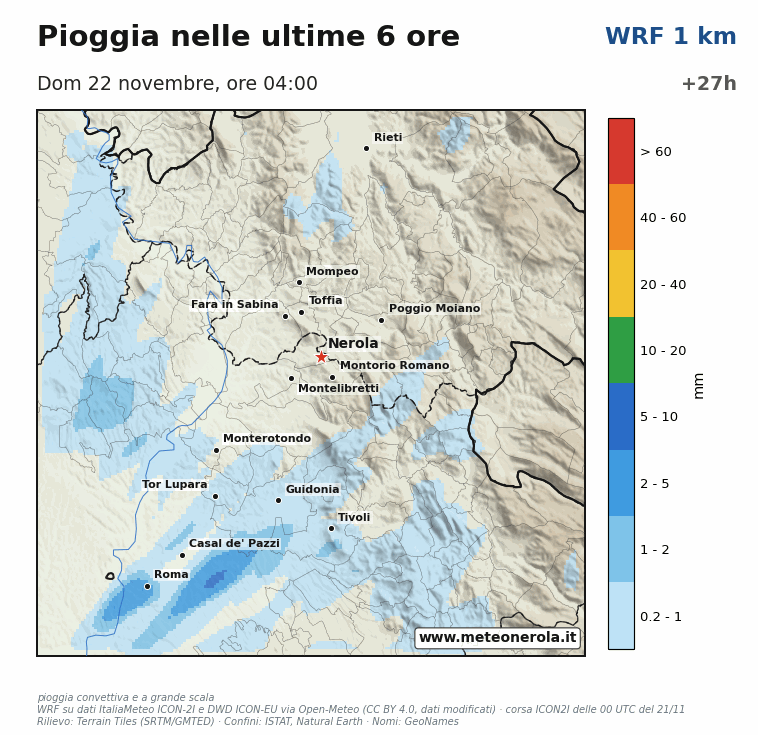 Pioggia nelle ultime 6 ore
WRF 1 km
Dom 22 novembre, ore 04:00
+27h
Rieti
Mompeo
Fara in Sabina
Toffia
Poggio Moiano
Nerola
Montorio Romano
Montelibretti
Monterotondo
Tor Lupara
Guidonia
Tivoli
Casal de' Pazzi
Roma
www.meteonerola.it
> 60
40 - 60
20 - 40
10 - 20
5 - 10
2 - 5
1 - 2
0.2 - 1
mm
pioggia convettiva e a grande scala
WRF su dati ItaliaMeteo ICON-2I e DWD ICON-EU via Open-Meteo (CC BY 4.0, dati modificati) · corsa ICON2I delle 00 UTC del 21/11
Rilievo: Terrain Tiles (SRTM/GMTED) · Confini: ISTAT, Natural Earth · Nomi: GeoNames